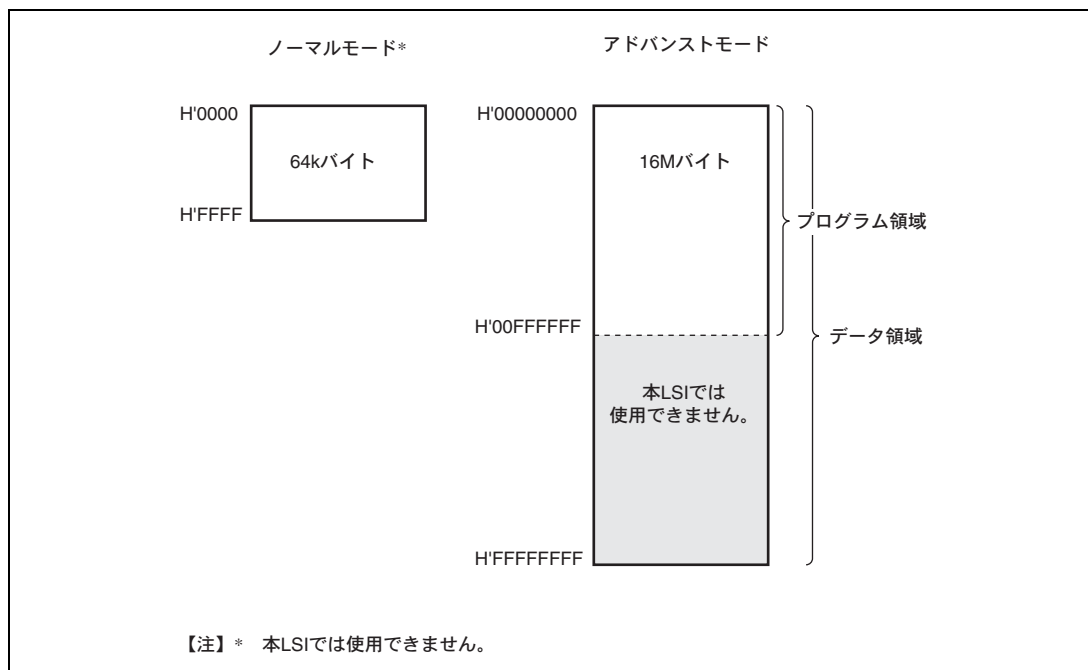 ノーマルモード*
アドバンストモード
H'0000
64kバイト
H'FFFF
H'00000000
16Mバイト
プログラム領域
H'00FFFFFF
データ領域
本LSIでは
使用できません。
H'FFFFFFFF
【注】* 本LSIでは使用できません。